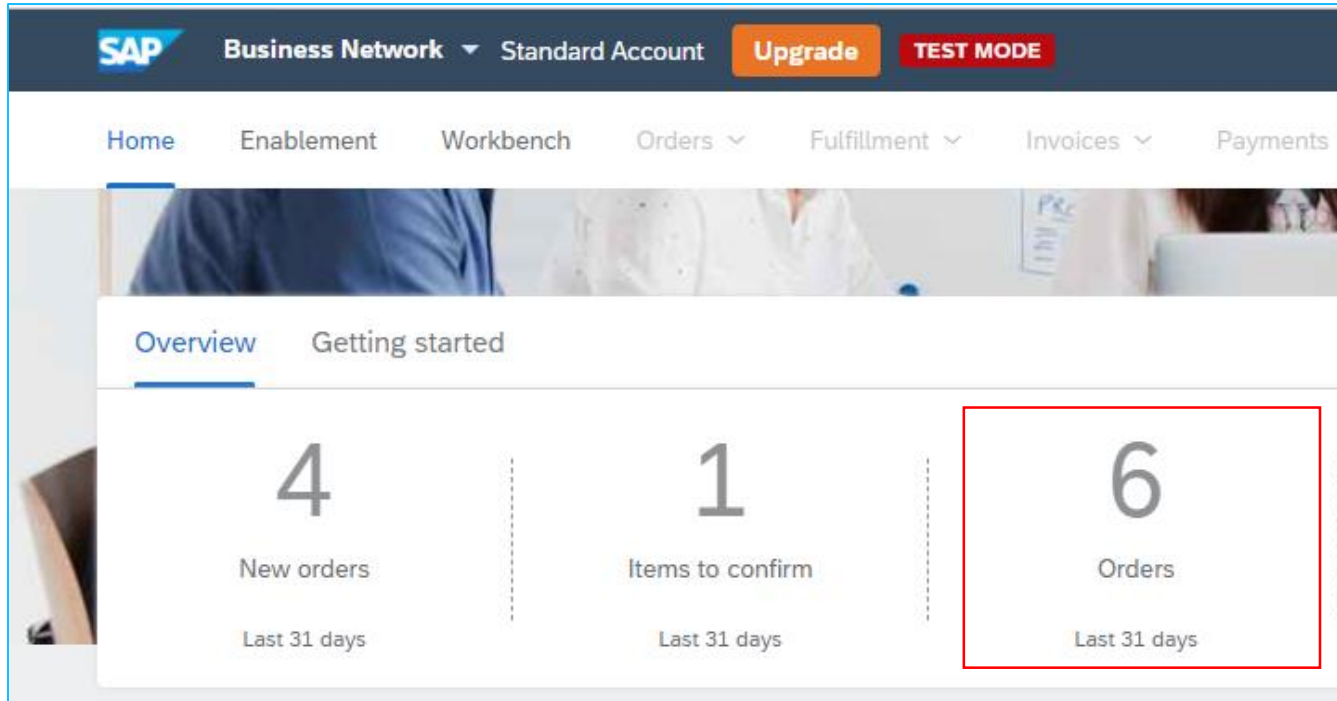 SAP Business Network Standard Account Upgrade TEST MODE
Home Enablement Workbench Orders Fulfillment Invoices Payments
Overview Getting started
4 1 6
New orders Items to confirm Orders
Last 31 days Last 31 days Last 31 days